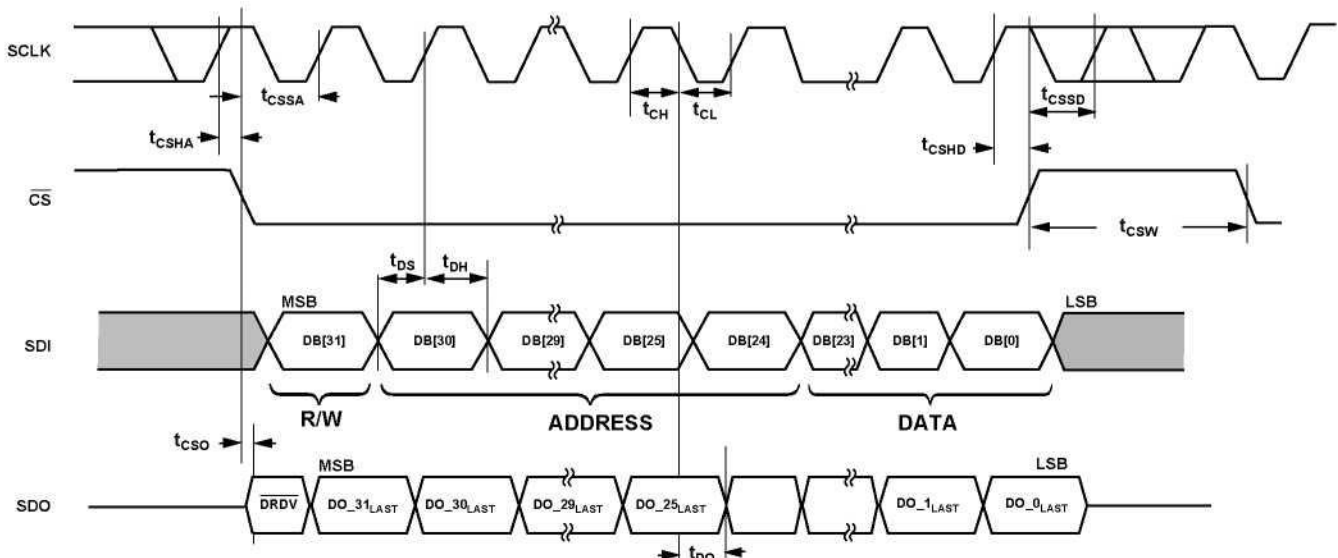 SCLK
tCSSA
tCH
tCL
tCSSD
tCSHA
tCSHD
CS
tCSW
tDS
tDH
MSB
LSB
SDI
DB[31]
DB[30]
DB[29]
DB[25]
DB[24]
DB[23]
DB[1]
DB[0]
R/W
ADDRESS
DATA
tCSO
MSB
LSB
SDO
DRDV
DO_31LAST
DO_30LAST
DO_29LAST
DO_25LAST
DO_1LAST
DO_0LAST
tDO